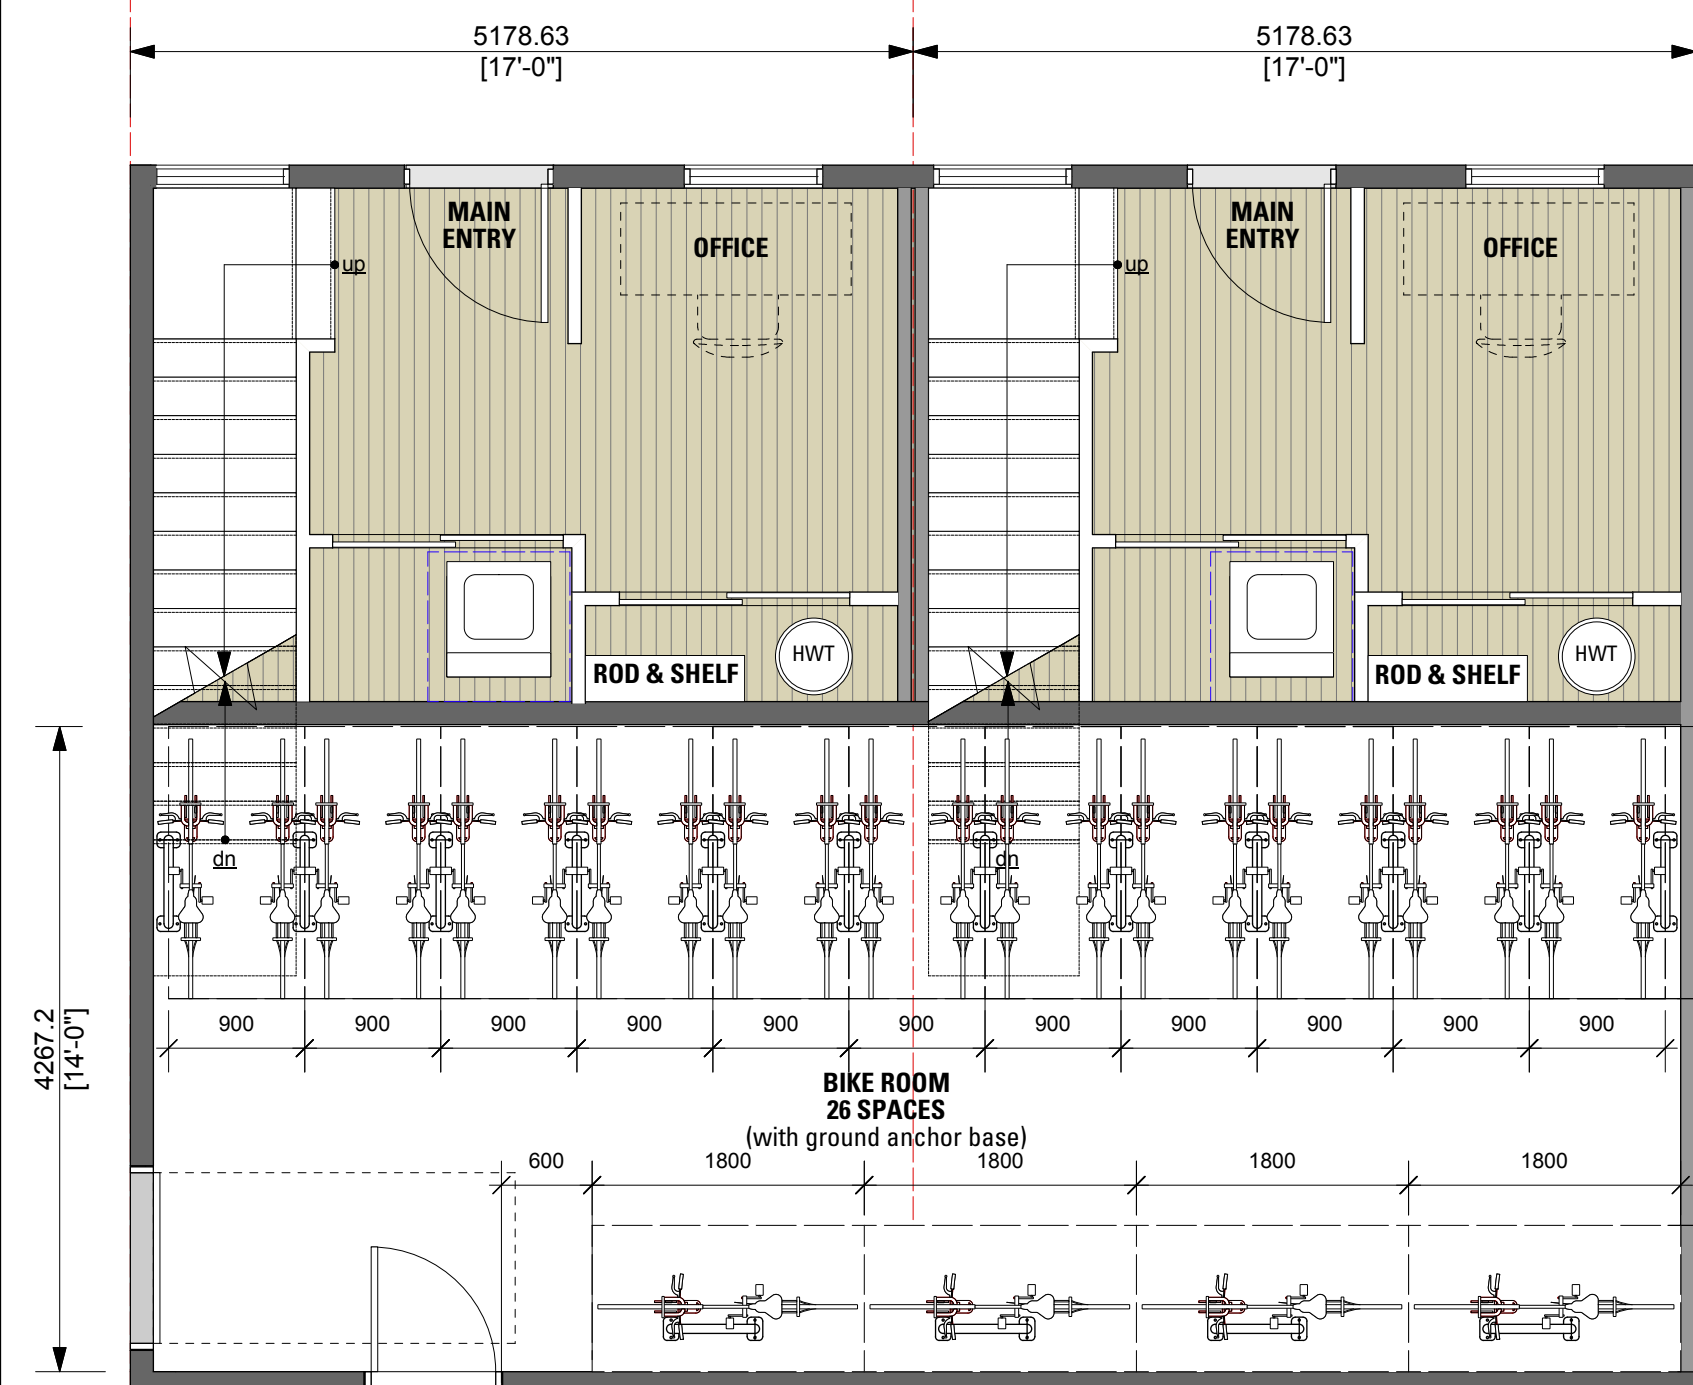 5178.63
[17'-0"]
5178.63
[17'-0"]
MAIN
ENTRY
OFFICE
up
MAIN
ENTRY
OFFICE
up
HWT
ROD & SHELF
HWT
ROD & SHELF
dn
dn
4267.2
[14'-0"]
900
900
900
900
900
900
900
900
900
900
900
BIKE ROOM
26 SPACES
(with ground anchor base)
600
1800
1800
1800
1800